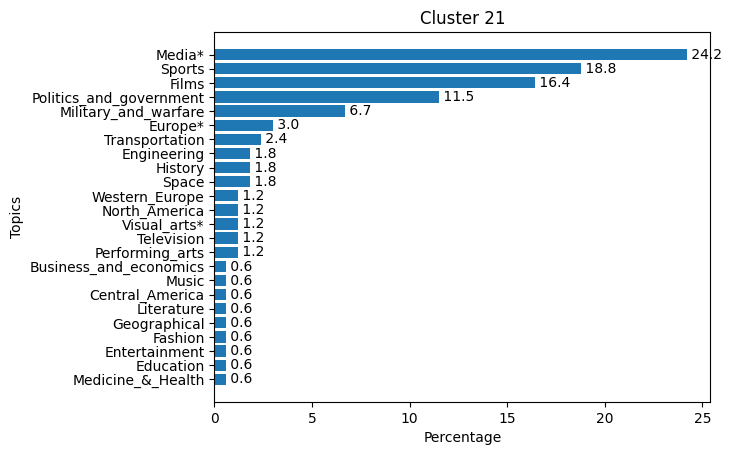 Cluster 21
Media* 24.2
Sports 18.8
Films 16.4
Politics_and_government 11.5
Military_and_warfare 6.7
Europe* 3.0
Transportation 2.4
Engineering 1.8
History 1.8
Space 1.8
Western_Europe 1.2
North_America 1.2
Visual_arts* 1.2
Television 1.2
Performing_arts 1.2
Business_and_economics 0.6
Music 0.6
Central_America 0.6
Literature 0.6
Geographical 0.6
Fashion 0.6
Entertainment 0.6
Education 0.6
Medicine_&_Health 0.6
Topics
0 5 10 15 20 25
Percentage